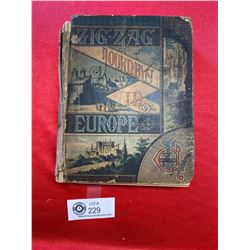 ZIG-ZAG
JOURNEYS
IN
EUROPE
LOT #
229